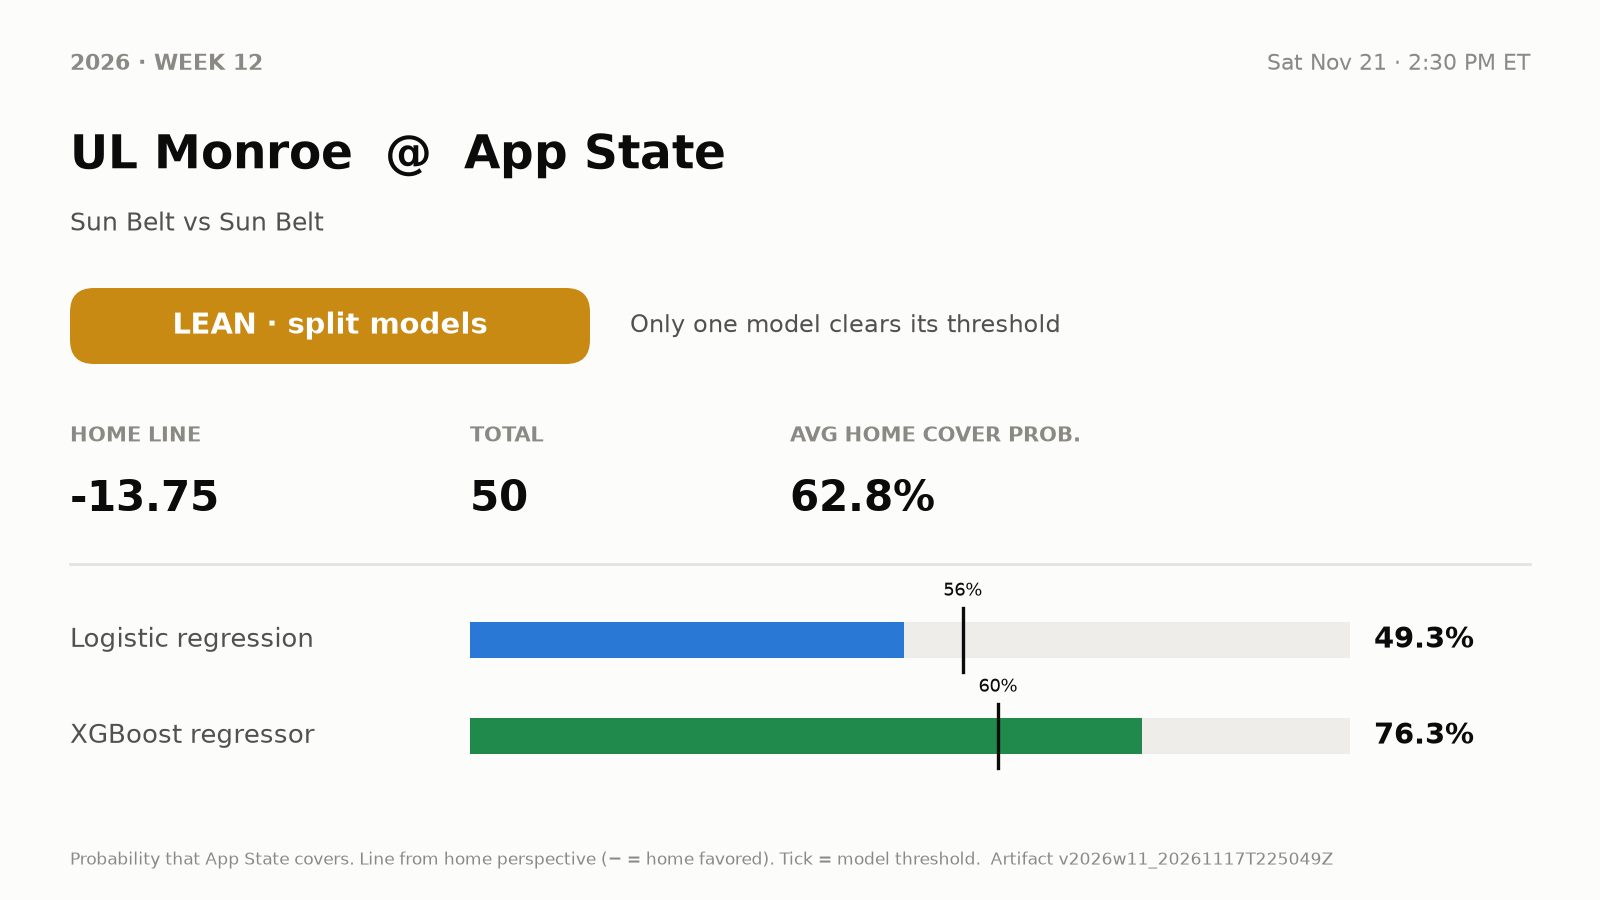 2026 · WEEK 12
Sat Nov 21 · 2:30 PM ET
UL Monroe @ App State
Sun Belt vs Sun Belt
LEAN · split models
Only one model clears its threshold
HOME LINE
TOTAL
AVG HOME COVER PROB.
-13.75
50
62.8%
56%
Logistic regression
49.3%
60%
XGBoost regressor
76.3%
Probability that App State covers. Line from home perspective (− = home favored). Tick = model threshold. Artifact v2026w11_20261117T225049Z